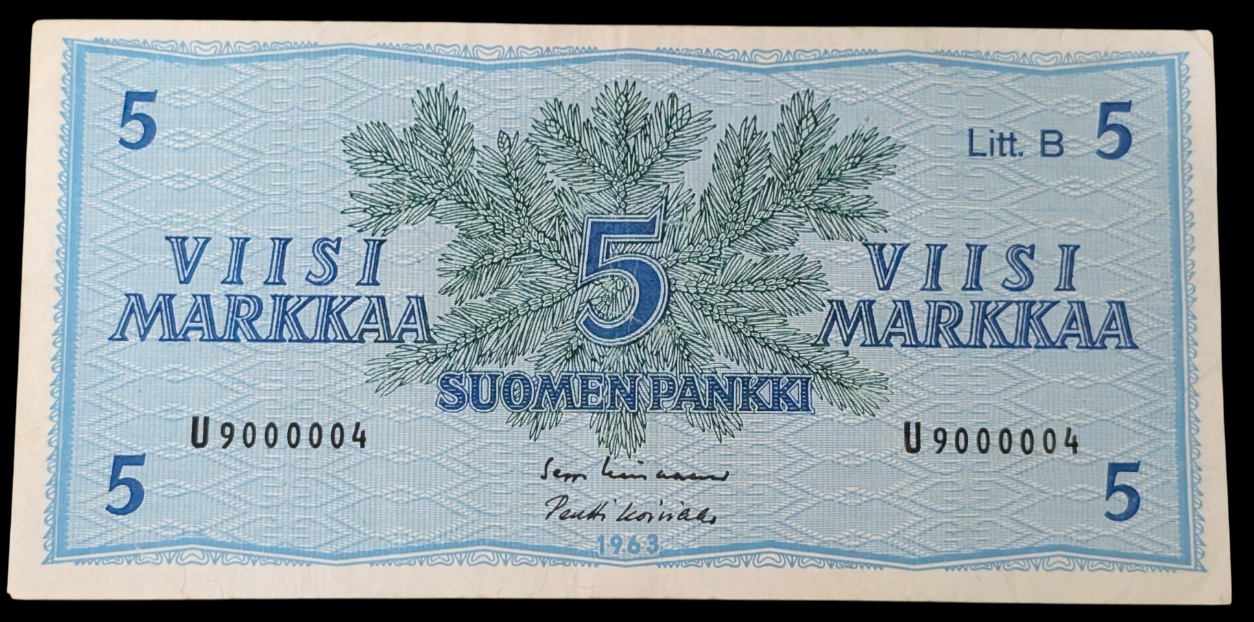 5
Litt. B 5
VIISI
MARKKAA
5
VIISI
MARKKAA
SUOMEN PANKKI
U9000004
U9000004
5
5
1963